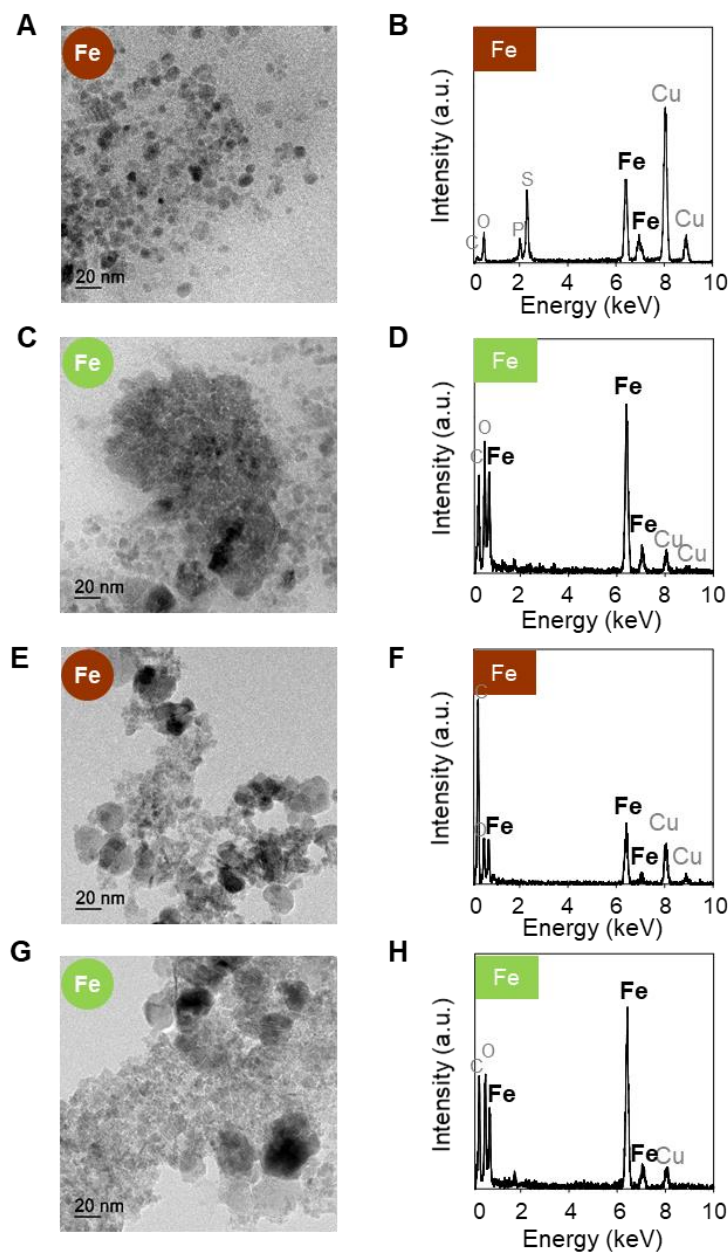 A
Fe
20 nm
B
Fe
Intensity (a.u.)
C O P S Fe Fe Cu Cu
0 2 4 6 8 10
Energy (keV)
C
Fe
20 nm
D
Fe
Intensity (a.u.)
C O Fe Fe Fe Cu Cu
0 2 4 6 8 10
Energy (keV)
E
Fe
20 nm
F
Fe
Intensity (a.u.)
C O Fe Fe Fe Cu Cu
0 2 4 6 8 10
Energy (keV)
G
Fe
20 nm
H
Fe
Intensity (a.u.)
C O Fe Fe Fe Cu
0 2 4 6 8 10
Energy (keV)